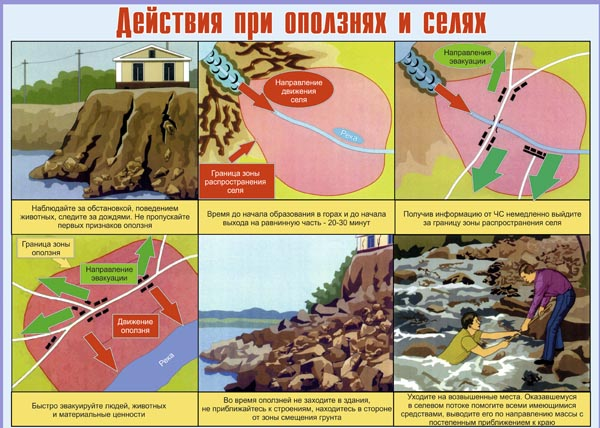 Действия при оползнях и селях
Направление
движения
селя
Река
Граница зоны
распространения
селя
Направления
эвакуации
Наблюдайте за обстановкой, поведением
животных, следите за дождями. Не пропускайте
первых признаков оползня
Время до начала образования в горах и до начала
выхода на равнинную часть - 20-30 минут
Получив информацию от ЧС немедленно выйдите
за границу зоны распространения селя
Граница зоны
оползня
Направление
эвакуации
Движение
оползня
Река
Быстро эвакуируйте людей, животных
и материальные ценности
Во время оползней не заходите в здания,
не приближайтесь к строениям, находитесь в стороне
от зоны смещения грунта
Уходите на возвышенные места. Оказавшемуся
в селевом потоке помогите всеми имеющимися
средствами, выводите его по направлению массы с
постепенным приближением к краю